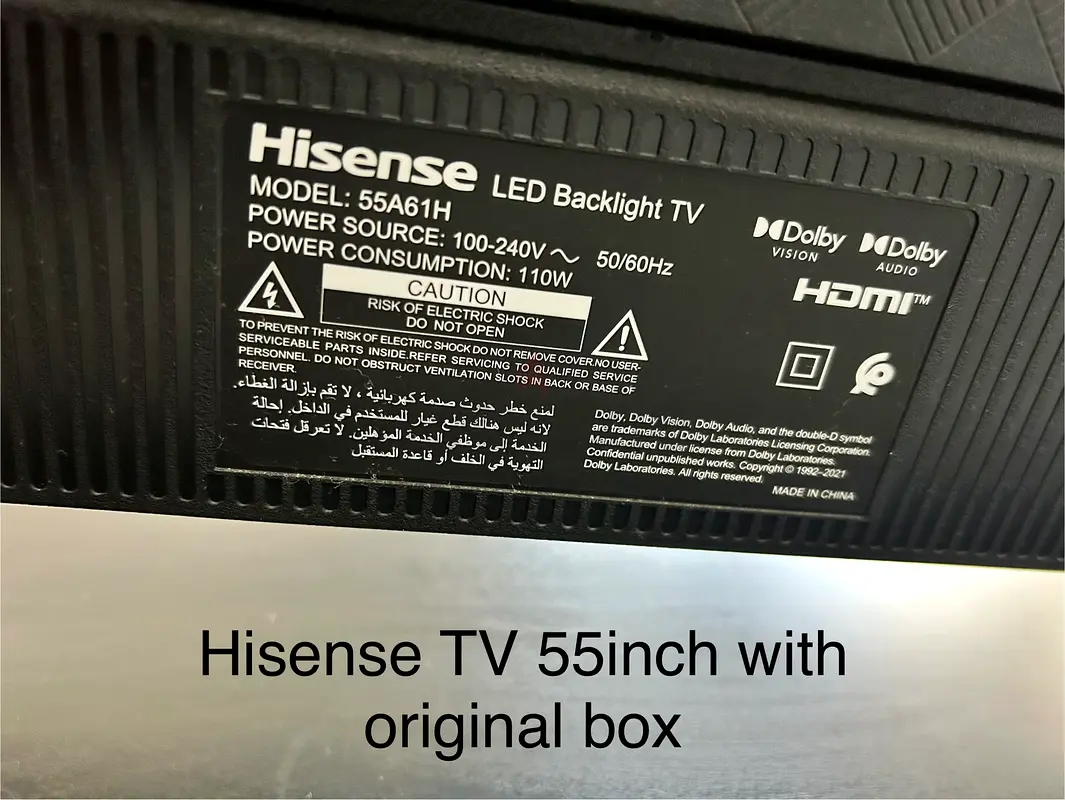 Hisense LED Backlight TV
MODEL: 55A61H
POWER SOURCE: 100-240V ~ 50/60Hz
POWER CONSUMPTION: 110W
Dolby
VISION
Dolby
AUDIO
HDMI™
CAUTION
RISK OF ELECTRIC SHOCK
DO NOT OPEN
TO PREVENT THE RISK OF ELECTRIC SHOCK DO NOT REMOVE COVER.NO USER-
SERVICEABLE PARTS INSIDE.REFER SERVICING TO QUALIFIED SERVICE
PERSONNEL. DO NOT OBSTRUCT VENTILATION SLOTS IN BACK OR BASE OF
RECEIVER.
لمنع خطر حدوث صدمة كهربائية ، لا تقم بإزالة الغطاء.
لانه ليس هنالك قطع غيار للمستخدم في الداخل. إحالة
الخدمة إلى موظفي الخدمة المؤهلين. لا تعرقل فتحات
التهوية في الخلف أو قاعدة المستقبل
Dolby, Dolby Vision, Dolby Audio, and the double-D symbol
are trademarks of Dolby Laboratories Licensing Corporation.
Manufactured under license from Dolby Laboratories.
Confidential unpublished works. Copyright © 1992-2021
Dolby Laboratories. All rights reserved.
MADE IN CHINA
Hisense TV 55inch with
original box